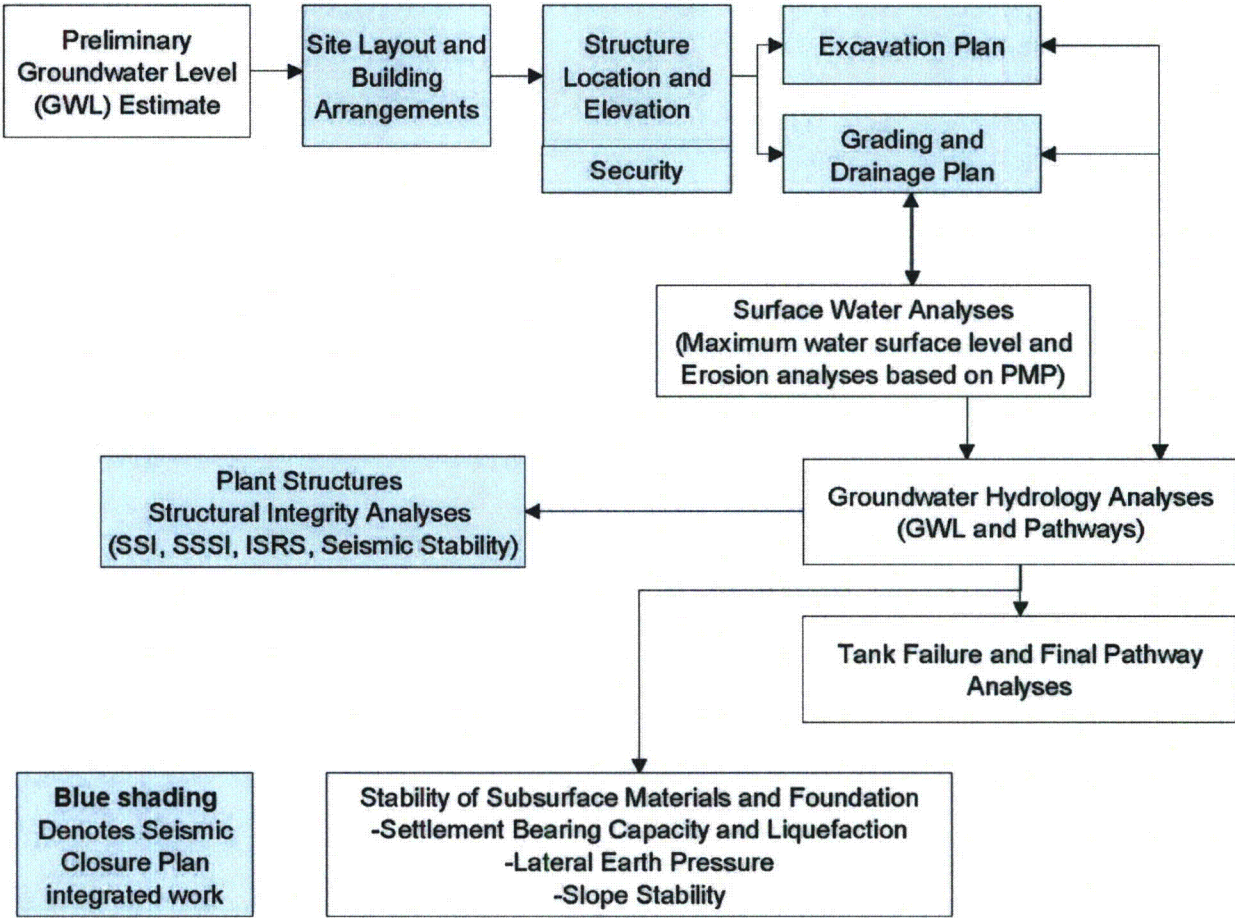 Preliminary
Groundwater Level
(GWL) Estimate
Site Layout and
Building
Arrangements
Structure
Location and
Elevation
Security
Excavation Plan
Grading and
Drainage Plan
Surface Water Analyses
(Maximum water surface level and
Erosion analyses based on PMP)
Plant Structures
Structural Integrity Analyses
(SSI, SSSI, ISRS, Seismic Stability)
Groundwater Hydrology Analyses
(GWL and Pathways)
Tank Failure and Final Pathway
Analyses
Blue shading
Denotes Seismic
Closure Plan
integrated work
Stability of Subsurface Materials and Foundation
-Settlement Bearing Capacity and Liquefaction
-Lateral Earth Pressure
-Slope Stability